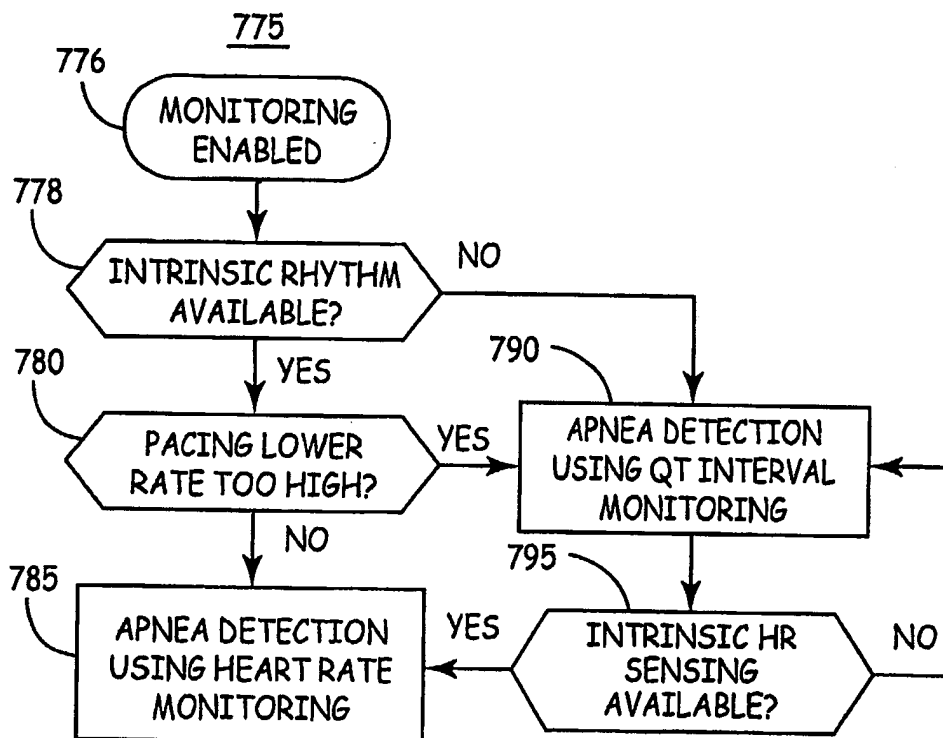 775
776
MONITORING
ENABLED
778
INTRINSIC RHYTHM
AVAILABLE?
NO
YES
780
790
PACING LOWER
RATE TOO HIGH?
YES
APNEA DETECTION
USING QT INTERVAL
MONITORING
NO
785
795
APNEA DETECTION
USING HEART RATE
MONITORING
YES
INTRINSIC HR
SENSING
AVAILABLE?
NO